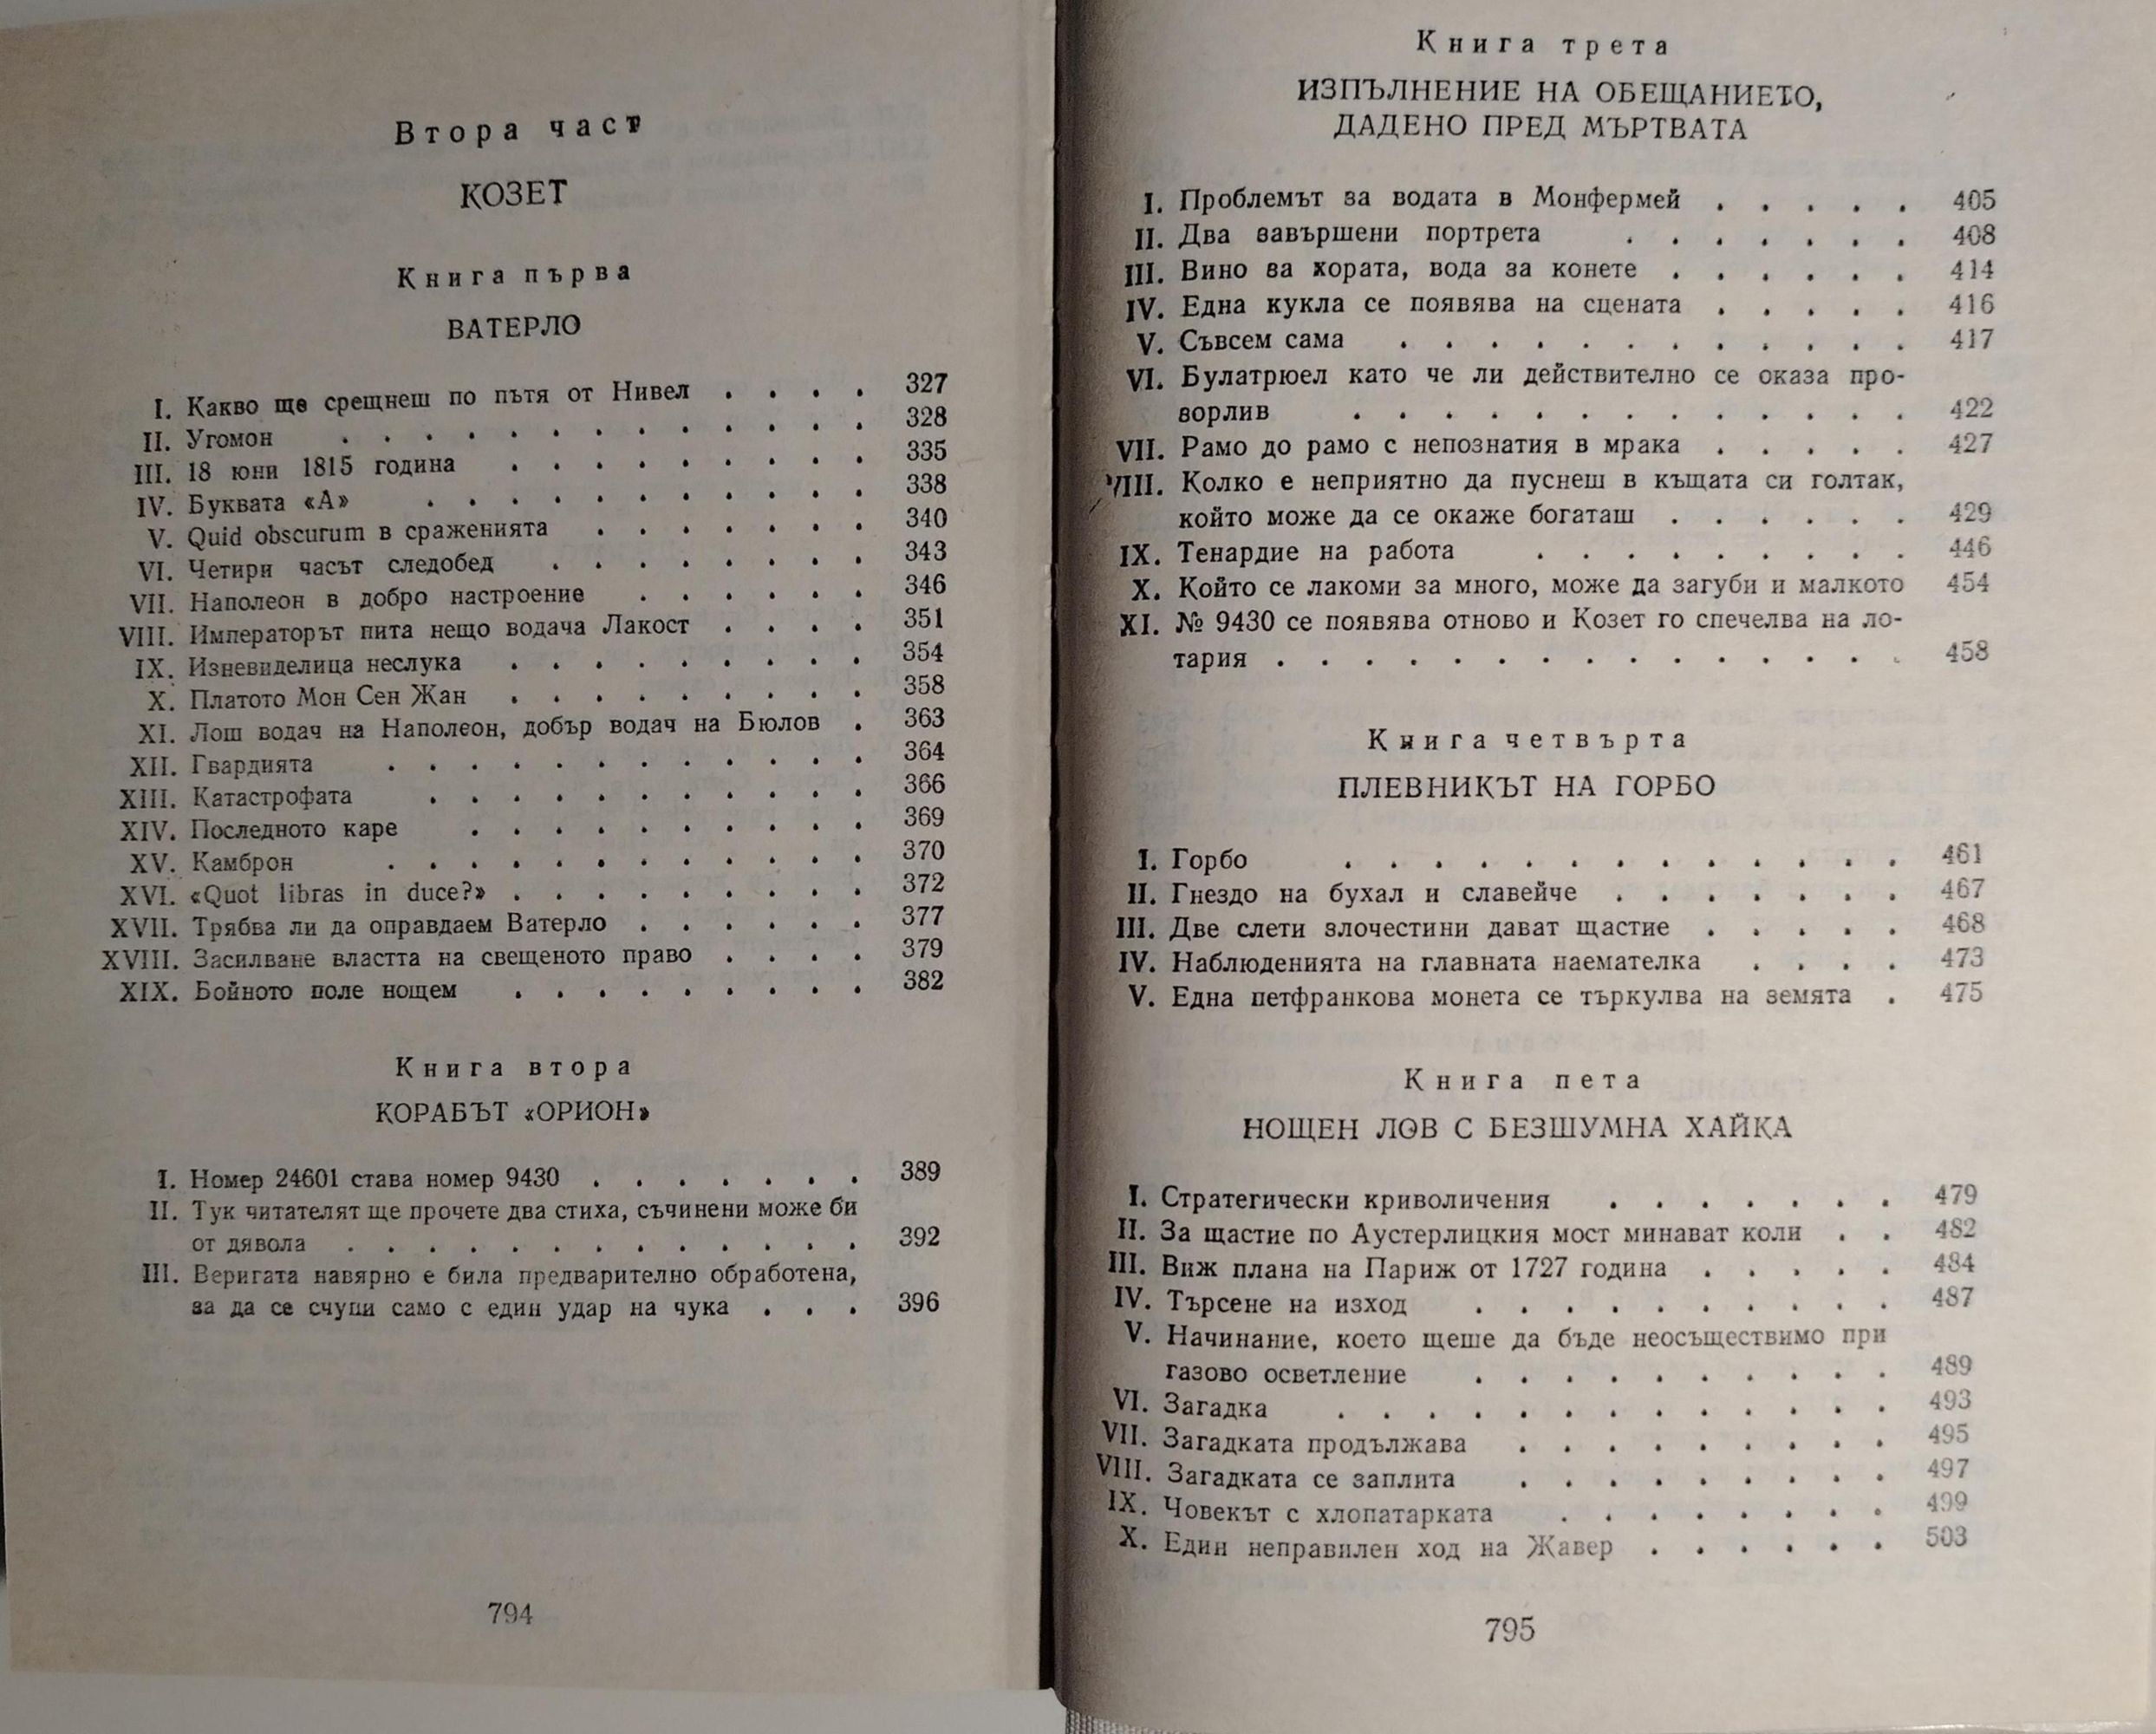 Втора част
КОЗЕТ
Книга първа
ВАТЕРЛО
I. Какво ще срещнеш по пътя от Нивел . . . . 327
II. Угомон . . . . . . . . . . . . . 328
III. 18 юни 1815 година . . . . . . . . . 335
IV. Буквата «А» . . . . . . . . . . . 338
V. Quid obscurum в сраженията . . . . . . . 340
VI. Четири часът следобед . . . . . . . . 343
VII. Наполеон в добро настроение . . . . . . 346
VIII. Императорът пита нещо водача Лакост . . . . 351
IX. Изневиделица неслука . . . . . . . . . 354
X. Платото Мон Сен Жан . . . . . . . . . 358
XI. Лош водач на Наполеон, добър водач на Бюлов . 363
XII. Гвардията . . . . . . . . . . . . 364
XIII. Катастрофата . . . . . . . . . . . 366
XIV. Последното каре . . . . . . . . . . 369
XV. Камброн . . . . . . . . . . . . 370
XVI. «Quot libras in duce?» . . . . . . . . . 372
XVII. Трябва ли да оправдаем Ватерло . . . . . . 377
XVIII. Засилване властта на свещеното право . . . . 379
XIX. Бойното поле нощем . . . . . . . . . 382
Книга втора
КОРАБЪТ «ОРИОН»
I. Номер 24601 става номер 9430 . . . . . . . 389
II. Тук читателят ще прочете два стиха, съчинени може би
от дявола . . . . . . . . . . . . . 392
III. Веригата навярно е била предварително обработена,
за да се счупи само с един удар на чука . . . 396
794
Книга трета
ИЗПЪЛНЕНИЕ НА ОБЕЩАНИЕТО,
ДАДЕНО ПРЕД МЪРТВАТА
I. Проблемът за водата в Монфермей . . . . . 405
II. Два завършени портрета . . . . . . . 408
III. Вино за хората, вода за конете . . . . . . 414
IV. Една кукла се появява на сцената . . . . . 416
V. Съвсем сама . . . . . . . . . . . . 417
VI. Булатрюел като че ли действително се оказа про-
зорлив . . . . . . . . . . . . . 422
VII. Рамо до рамо с непознатия в мрака . . . . . 427
VIII. Колко е неприятно да пуснеш в къщата си голтак,
който може да се окаже богаташ . . . . . . 429
IX. Тенардие на работа . . . . . . . . . 446
X. Който се лакоми за много, може да загуби и малкото 454
XI. № 9430 се появява отново и Козет го спечелва на ло-
тария . . . . . . . . . . . . . . . 458
Книга четвърта
ПЛЕВНИКЪТ НА ГОРБО
I. Горбо . . . . . . . . . . . . . 461
II. Гнездо на бухал и славейче . . . . . . . 467
III. Две слети злочестини дават щастие . . . . . 468
IV. Наблюденията на главната наемателка . . . . 473
V. Една петфранкова монета се търкулва на земята . 475
Книга пета
НОЩЕН ЛОВ С БЕЗШУМНА ХАЙКА
I. Стратегически криволичения . . . . . . . 479
II. За щастие по Аустерлицкия мост минават коли . . 482
III. Виж плана на Париж от 1727 година . . . . . 484
IV. Търсене на изход . . . . . . . . . . 487
V. Начинание, което щеше да бъде неосъществимо при
газово осветление . . . . . . . . . . 489
VI. Загадка . . . . . . . . . . . . . 493
VII. Загадката продължава . . . . . . . . . 495
VIII. Загадката се заплита . . . . . . . . . 497
IX. Човекът с хлопатарката . . . . . . . . 499
X. Един неправилен ход на Жавер . . . . . . 503
795